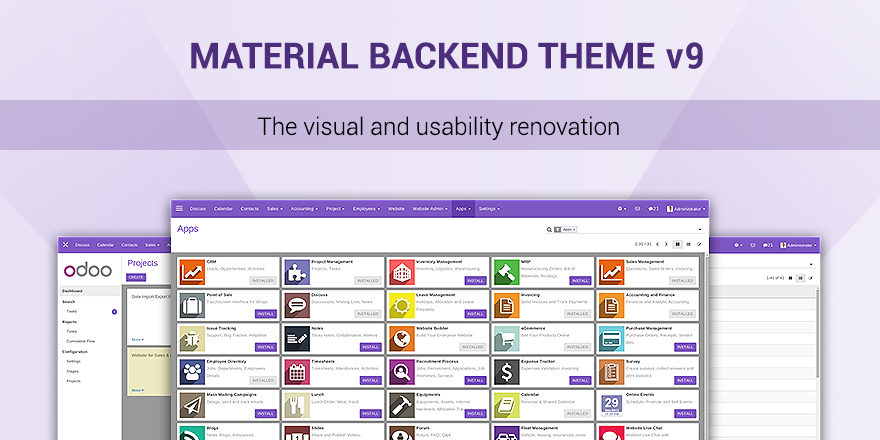 MATERIAL BACKEND THEME v9
The visual and usability renovation
Discuss Calendar Contacts Sales Accounting Project Employees Website Website Admin Apps Settings 21 Administrator
Apps
Apps
1-31 / 31
Discuss Calendar Contacts Sales
21 Administrator
odoo
Projects
CREATE
Dashboard
Search
Tasks
Reports
Tasks
Cumulative Flow
Configuration
Settings
Stages
Projects
Data Import/Export
More
Website for Sales &
More
CRM
Leads, Opportunities, Activities
INSTALLED
Project Management
Projects, Tasks
INSTALLED
Inventory Management
Inventory, Logistics, Warehousing
INSTALL
MRP
Manufacturing Orders, Bill of
Materials, Routings
INSTALL
Sales Management
Quotations, Sales Orders, Invoicing
INSTALLED
Point of Sale
Touchscreen Interface for Shops
INSTALL
Discuss
Discussions, Mailing Lists, News
INSTALLED
Leave Management
Holidays, Allocation and Leave
Requests
INSTALL
Invoicing
Send Invoices and Track Payments
INSTALLED
Accounting and Finance
Financial and Analytic Accounting
INSTALLED
Issue Tracking
Support, Bug Tracker, Helpdesk
INSTALL
Notes
Sticky notes, Collaborative, Memos
INSTALL
Website Builder
Build Your Enterprise Website
INSTALLED
eCommerce
Sell Your Products Online
INSTALL
Purchase Management
Purchase Orders, Receipts, Vendor
Bills
INSTALL
Employee Directory
Jobs, Departments, Employees
Details
INSTALLED
Timesheets
Timesheets, Attendances, Activities
INSTALL
Recruitment Process
Jobs, Recruitment, Applications, Job
Interviews, Surveys
INSTALL
Expense Tracker
Expenses Validation, Invoicing
INSTALL
Survey
Create surveys, collect answers and
print statistics
INSTALL
Mass Mailing Campaigns
Design, send and track emails
INSTALL
Lunch
Lunch Order, Meal, Food
INSTALL
Equipments
Equipments, Assets, Internal
Hardware, Allocation Tracking
INSTALL
Calendar
Personal & Shared Calendar
INSTALLED
29
Online Events
Schedule, Promote and Sell Events
INSTALL
Blogs
News, Blogs, Announces,
Slides
Share and Publish Videos,
Forum
Forum, FAQ, Q&A
Fleet Management
Vehicle, leasing, insurances, costs
Website Live Chat
Live Chat with